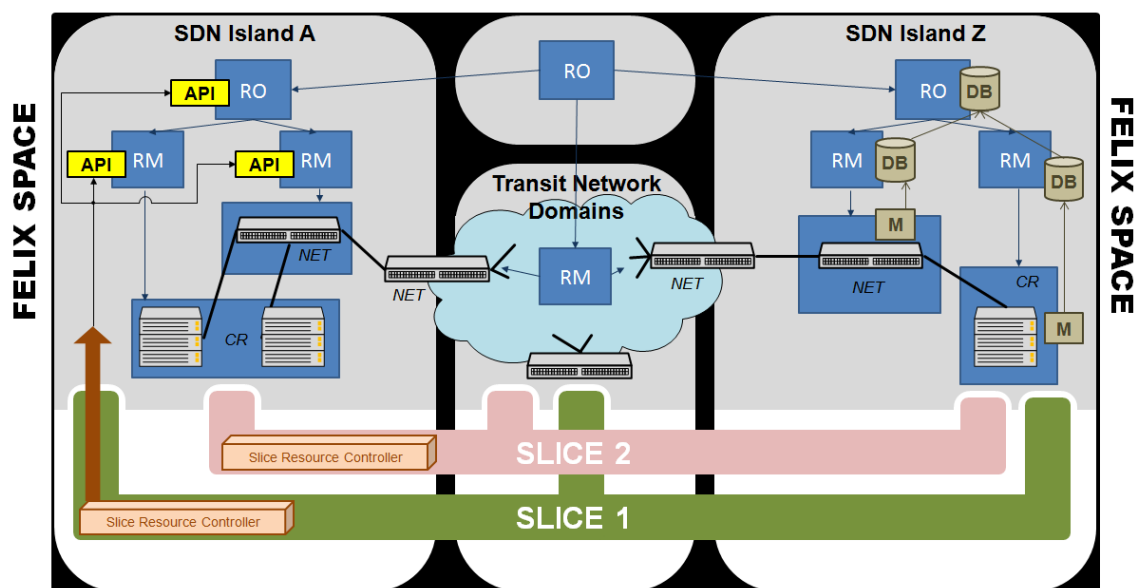 FELIX SPACE
SDN Island A
API
RO
API
RM
API
RM
NET
CR
RO
Transit Network
Domains
RM
NET
NET
SDN Island Z
RO
DB
RM
DB
RM
DB
M
NET
CR
M
FELIX SPACE
Slice Resource Controller
SLICE 2
Slice Resource Controller
SLICE 1